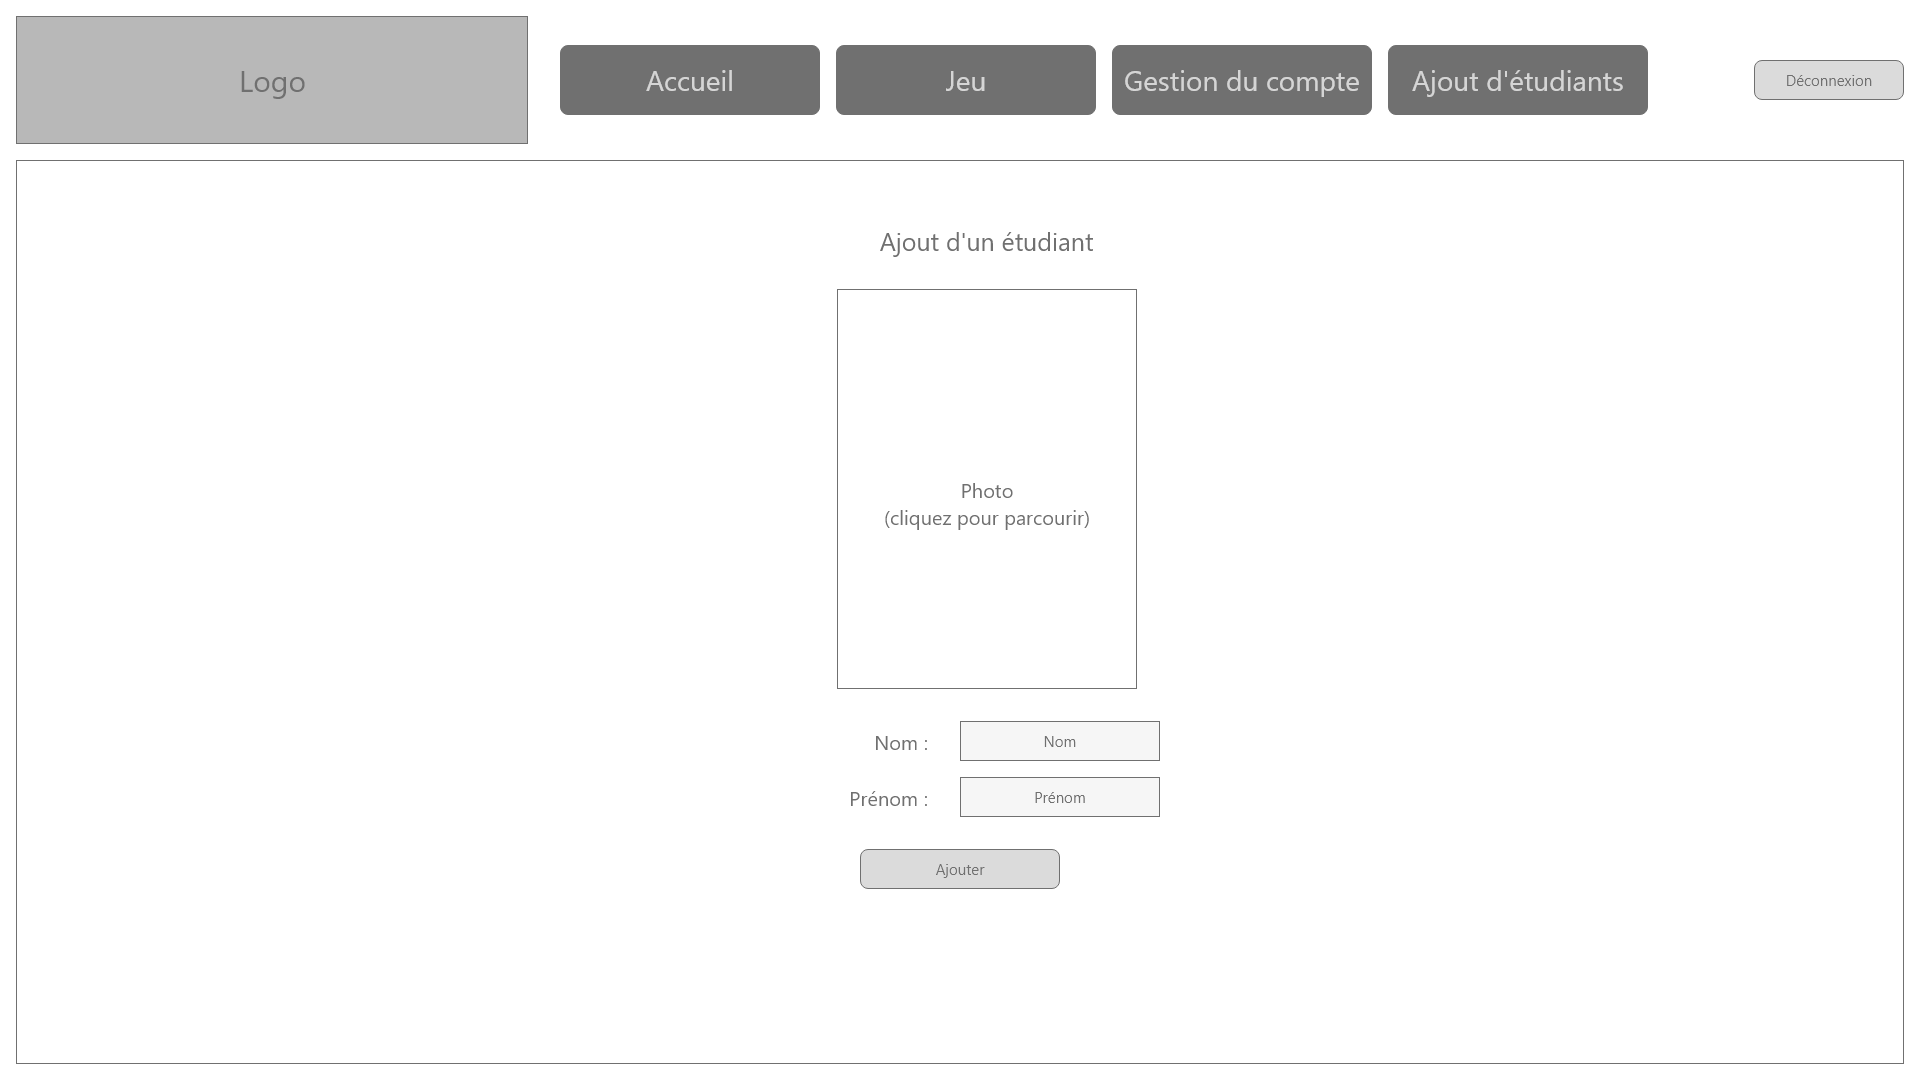 Logo
Accueil
Jeu
Gestion du compte
Ajout d'étudiants
Déconnexion
Ajout d'un étudiant
Photo
(cliquez pour parcourir)
Nom :
Nom
Prénom :
Prénom
Ajouter